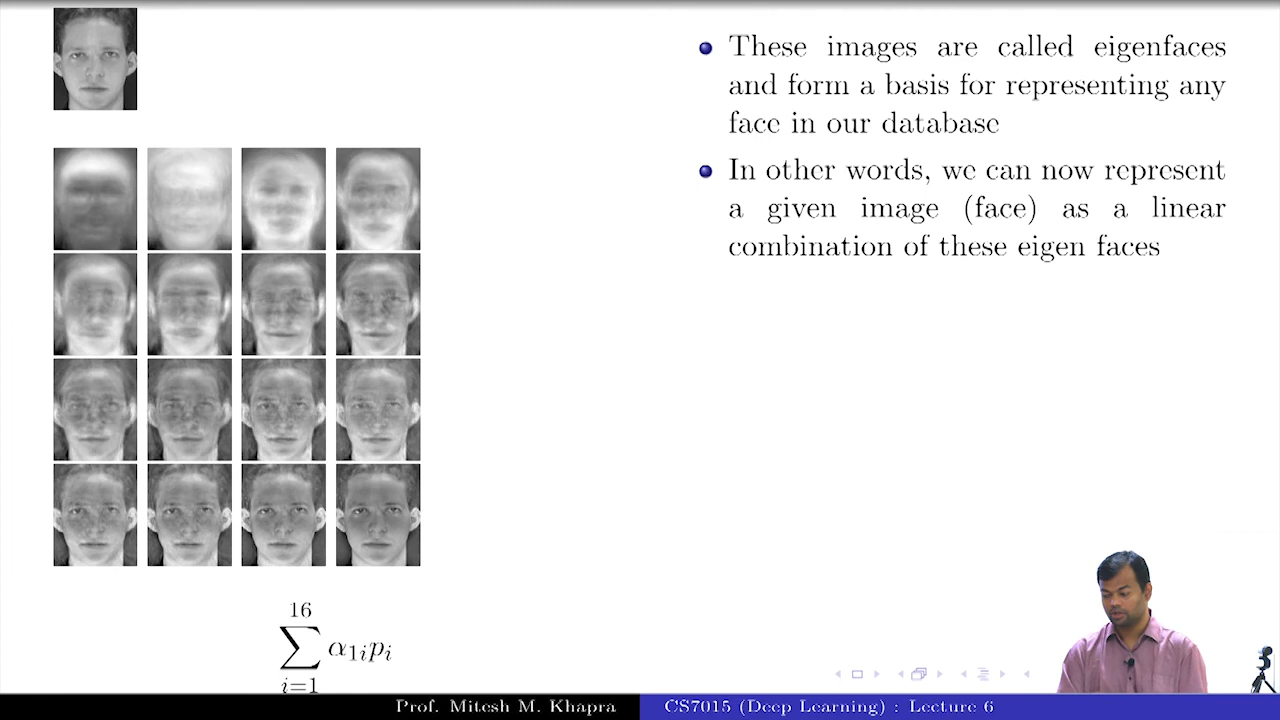 These images are called eigenfaces
and form a basis for representing any
face in our database
In other words, we can now represent
a given image (face) as a linear
combination of these eigen faces
16
∑ α1i pi
i=1
Prof. Mitesh M. Khapra
CS7015 (Deep Learning) : Lecture 6